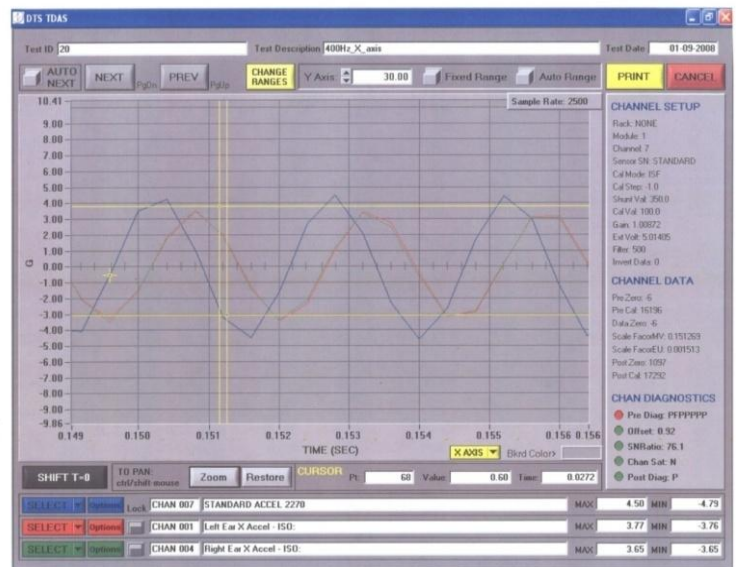 DTS TDAS
Test ID 20 Test Description 400Hz_X_axis Test Date 01-09-2008
AUTO NEXT NEXT PgDn PREV PgUp CHANGE RANGES Y Axis 30.00 Fixed Range Auto Range PRINT CANCEL
Sample Rate: 2500
10.41
9.00
8.00
7.00
6.00
5.00
4.00
3.00
2.00
1.00
0.00
-1.00
-2.00
-3.00
-4.00
-5.00
-6.00
-7.00
-8.00
-9.00
-9.86
G
0.149 0.150 0.151 0.152 0.153 0.154 0.155 0.156 0.156
TIME (SEC)
X AXIS Bkrd Color>
CHANNEL SETUP
Rack: NONE
Module: 1
Channel: 7
Sensor SN: STANDARD
Cal Mode: ISF
Cal Step: -1.0
Shunt Val: 350.0
Cal Val: 100.0
Gain: 1.00872
Ext Volt: 5.01405
Filter: 500
Invert Data: 0
CHANNEL DATA
Pre Zero: -6
Pre Cal: 16196
Data Zero: -6
Scale FacorMV: 0.151269
Scale FacorEU: 0.001513
Post Zero: 1097
Post Cal: 17292
CHAN DIAGNOSTICS
Pre Diag: PFPPPPP
Offset: 0.92
SNRatio: 76.1
Chan Sat: N
Post Diag: P
SHIFT T=0 TO PAN: ctrl/shift mouse Zoom Restore CURSOR Pt: 68 Value: 0.60 Time: 0.0272
SELECT Options Lock CHAN 007 STANDARD ACCEL 2270 MAX 4.50 MIN -4.79
SELECT Options CHAN 001 Left Ear X Accel - ISO: MAX 3.77 MIN -3.76
SELECT Options CHAN 004 Right Ear X Accel - ISO: MAX 3.65 MIN -3.65